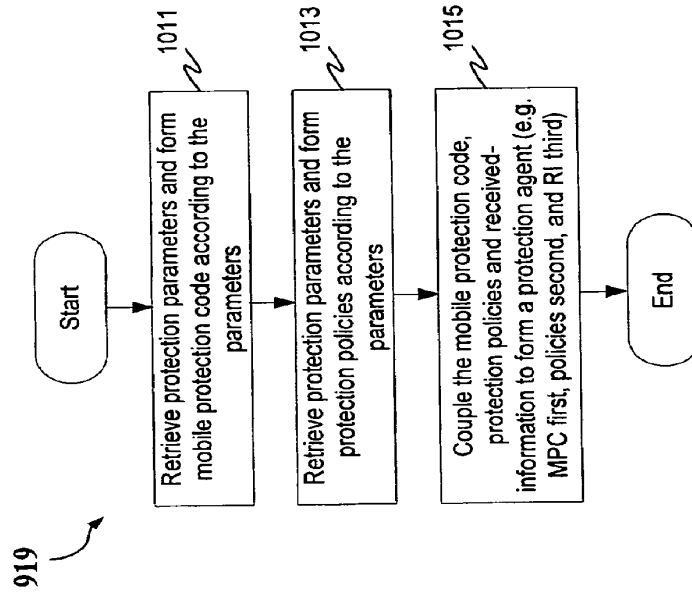 919
Start
Retrieve protection parameters and form
mobile protection code according to the
parameters
1011
Retrieve protection parameters and form
protection policies according to the
parameters
1013
Couple the mobile protection code,
protection policies and received-
information to form a protection agent (e.g.
MPC first, policies second, and RI third)
1015
End